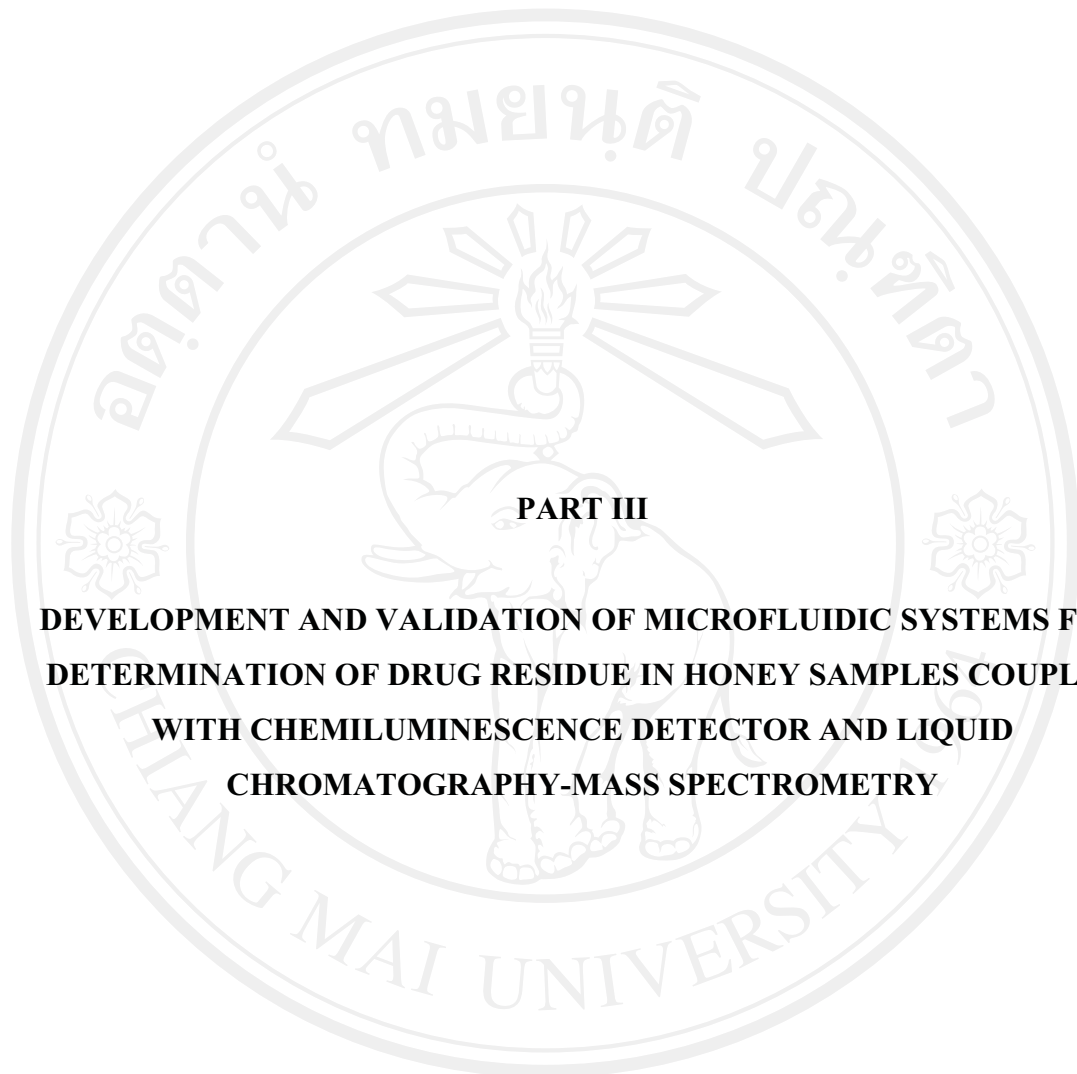 อตฺตานํ ทมยนฺติ ปณฺฑิตา
PART III
DEVELOPMENT AND VALIDATION OF MICROFLUIDIC SYSTEMS F
DETERMINATION OF DRUG RESIDUE IN HONEY SAMPLES COUPL
WITH CHEMILUMINESCENCE DETECTOR AND LIQUID
CHROMATOGRAPHY-MASS SPECTROMETRY
CHIANG MAI UNIVERSITY 1964